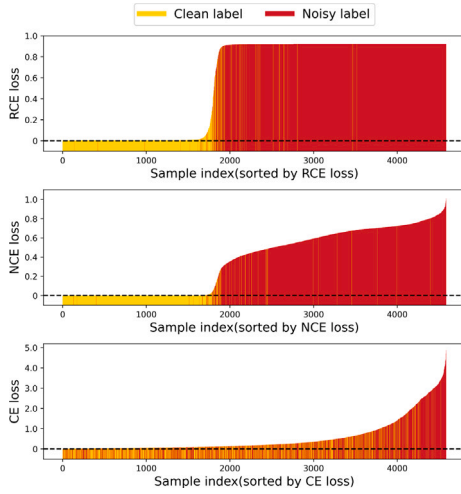 Clean label Noisy label
RCE loss
1.0
0.8
0.6
0.4
0.2
0
0 1000 2000 3000 4000
Sample index(sorted by RCE loss)
NCE loss
1.0
0.8
0.6
0.4
0.2
0
0 1000 2000 3000 4000
Sample index(sorted by NCE loss)
CE loss
5.0
4.0
3.0
2.0
1.0
0
0 1000 2000 3000 4000
Sample index(sorted by CE loss)